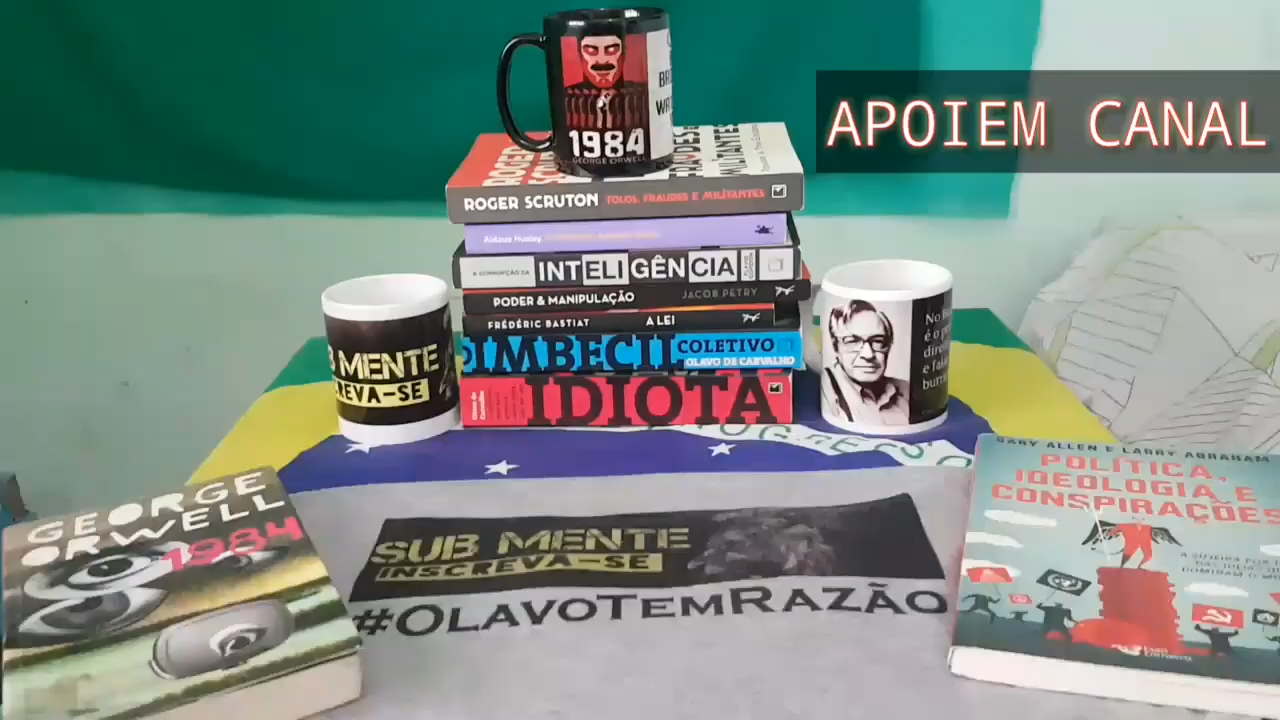 APOIEM CANAL
1984
GEORGE ORWELL
ROGER SCRUTON TOLOS, FRAUDES E MILITANTES
Aldous Huxley
A CORRUPÇÃO DA INTELIGÊNCIA
PODER & MANIPULAÇÃO JACOB PETRY
FRÉDÉRIC BASTIAT A LEI
IMBECIL COLETIVO
OLAVO DE CARVALHO
IDIOTA
B MENTE
CREVA-SE
GEORGE
ORWELL
1984
SUB MENTE
INSCREVA-SE
#OLAVOTEMRAZÃO
GARY ALLEN E LARRY ABRAHAM
POLÍTICA,
IDEOLOGIA E
CONSPIRAÇÕES